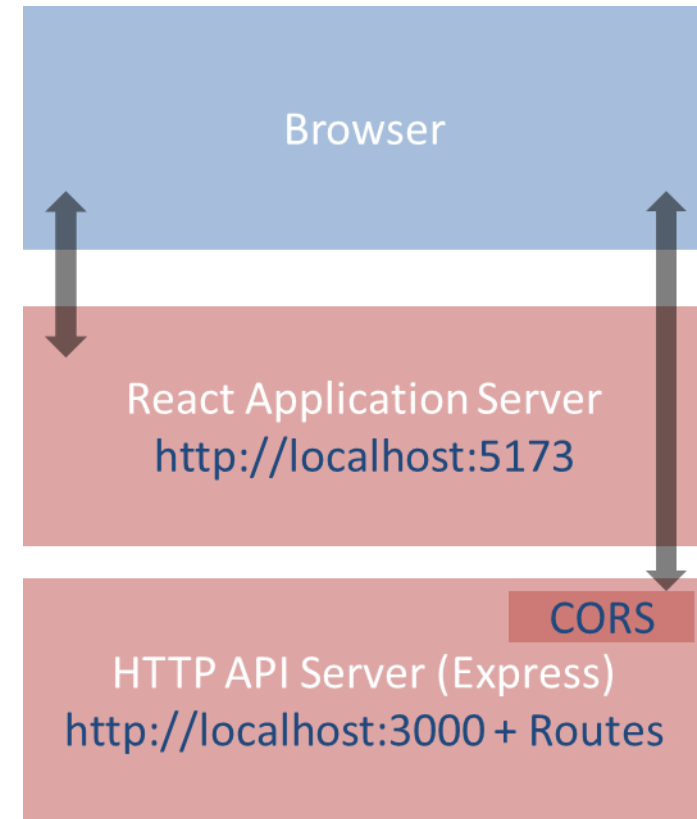 Browser
React Application Server
http://localhost:5173
CORS
HTTP API Server (Express)
http://localhost:3000 + Routes